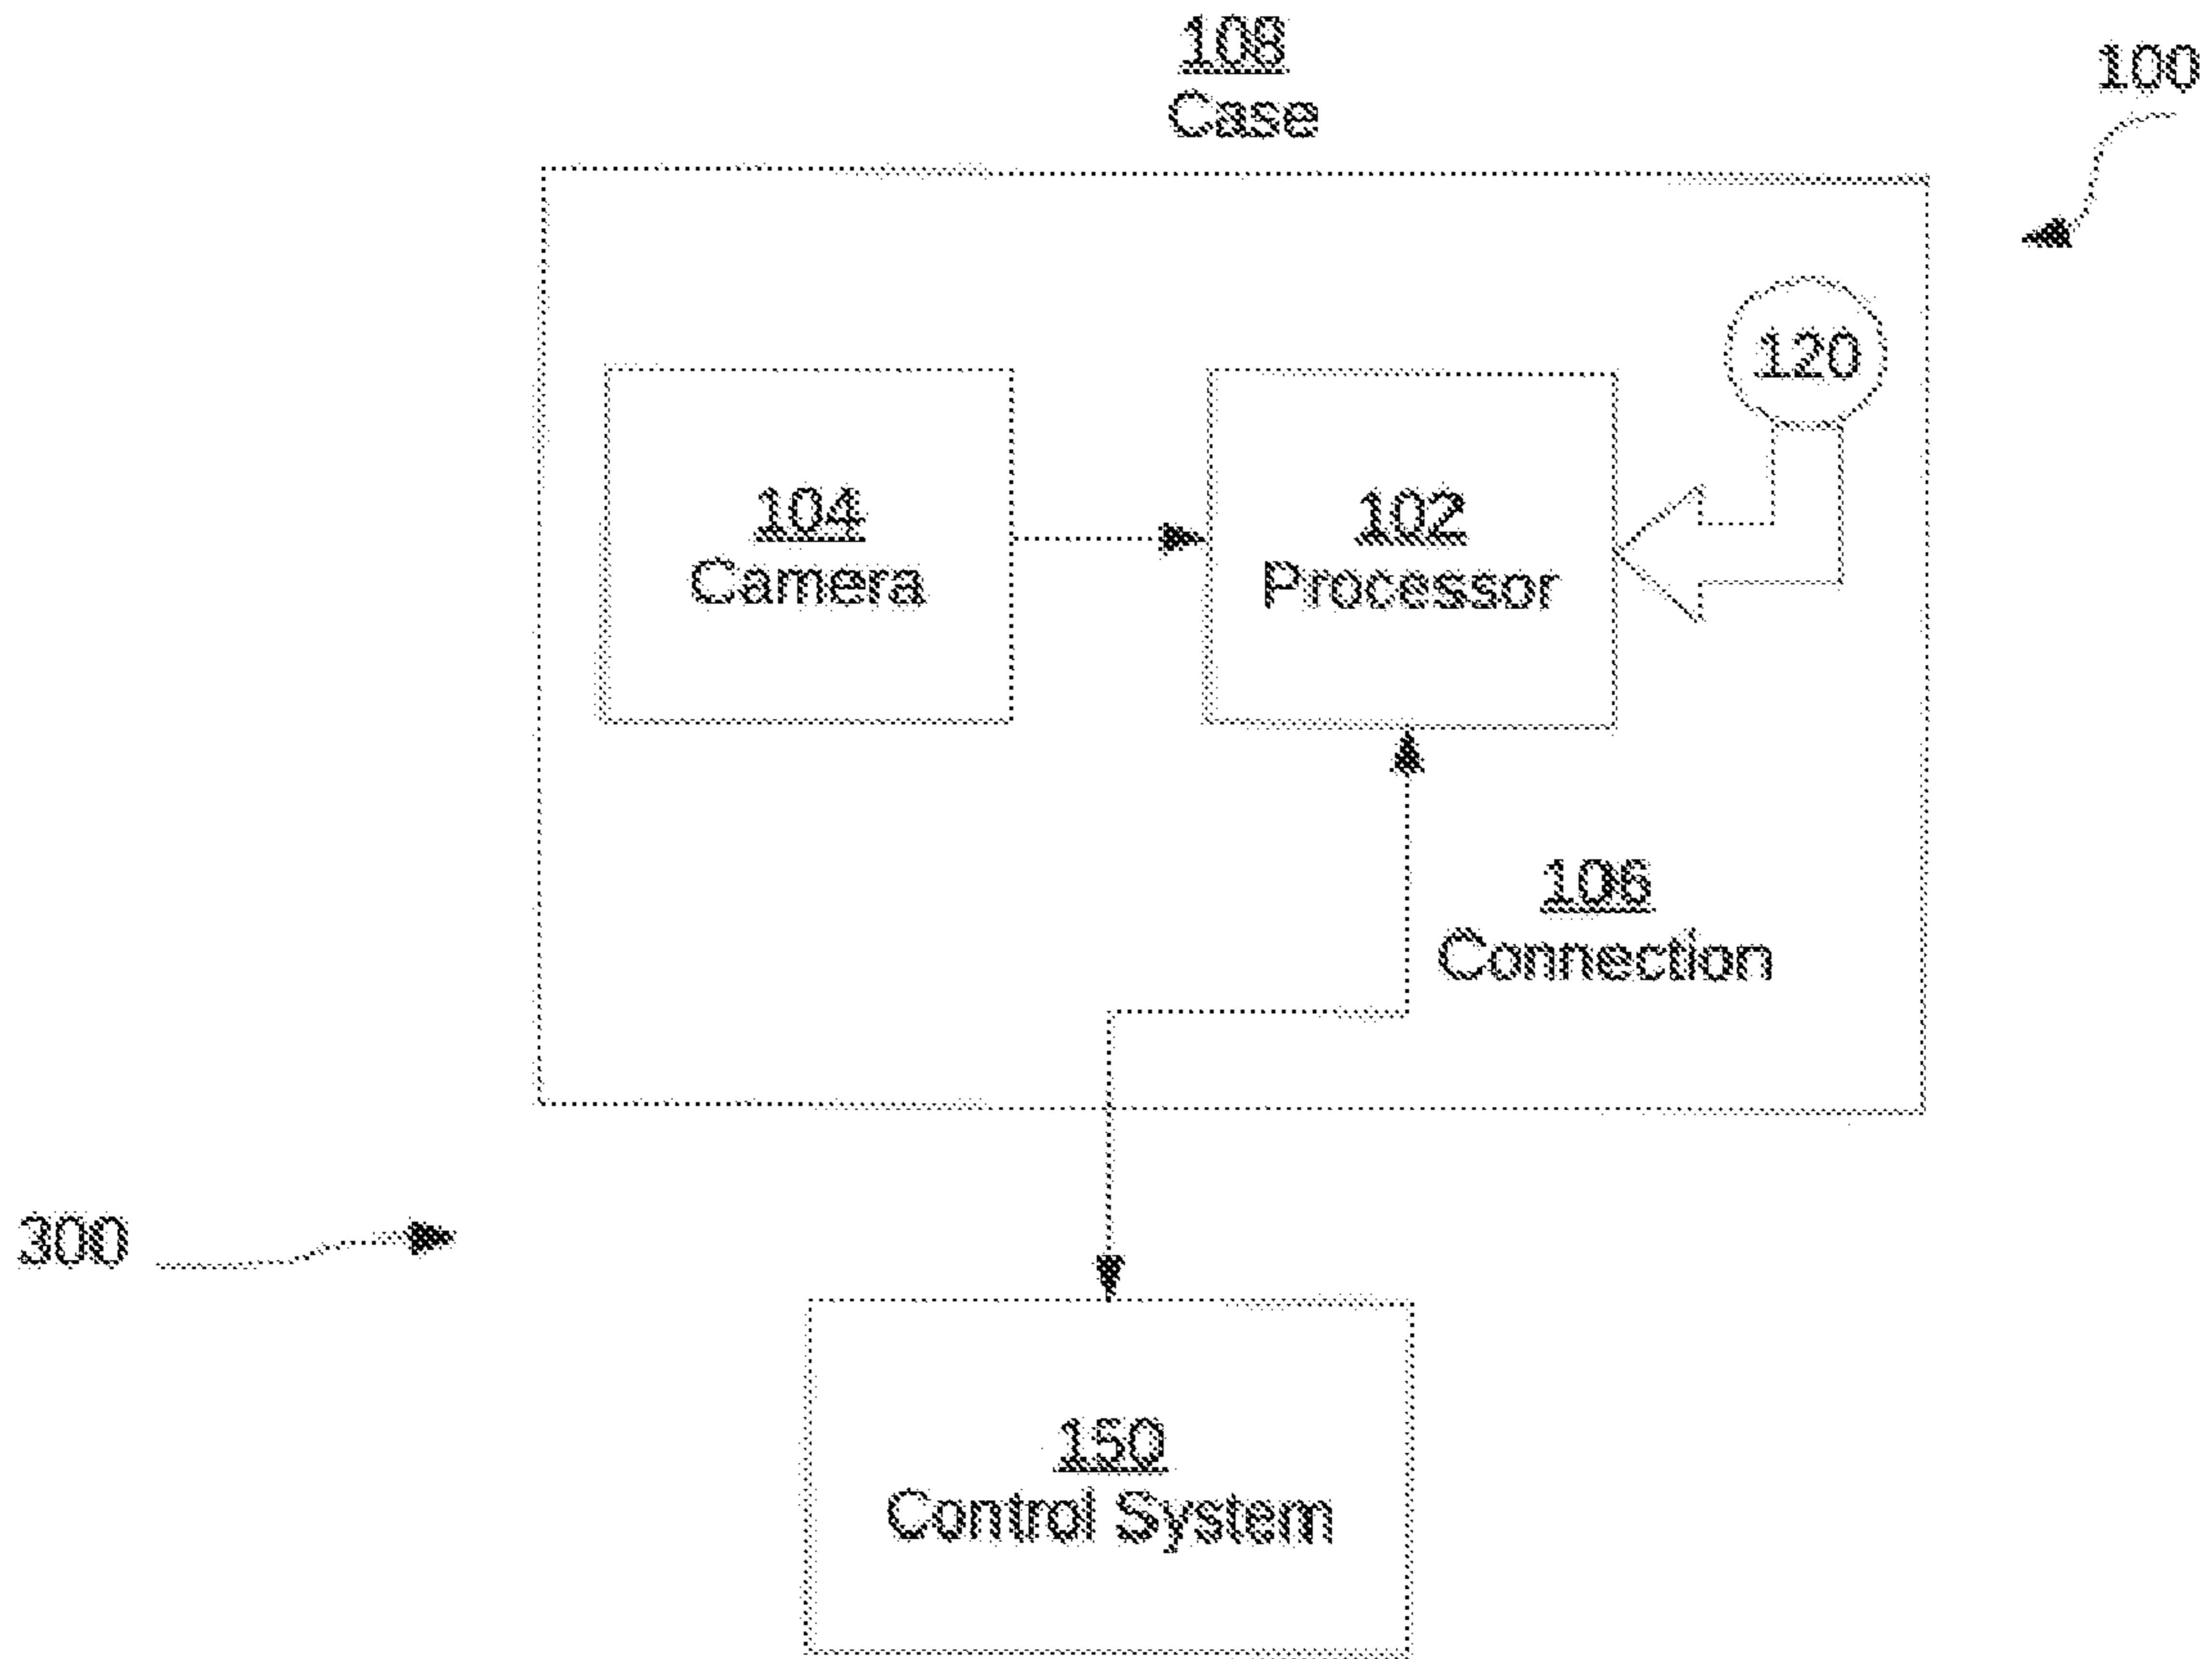 108
Case
100
120
104
Camera
102
Processor
106
Connection
300
150
Control System